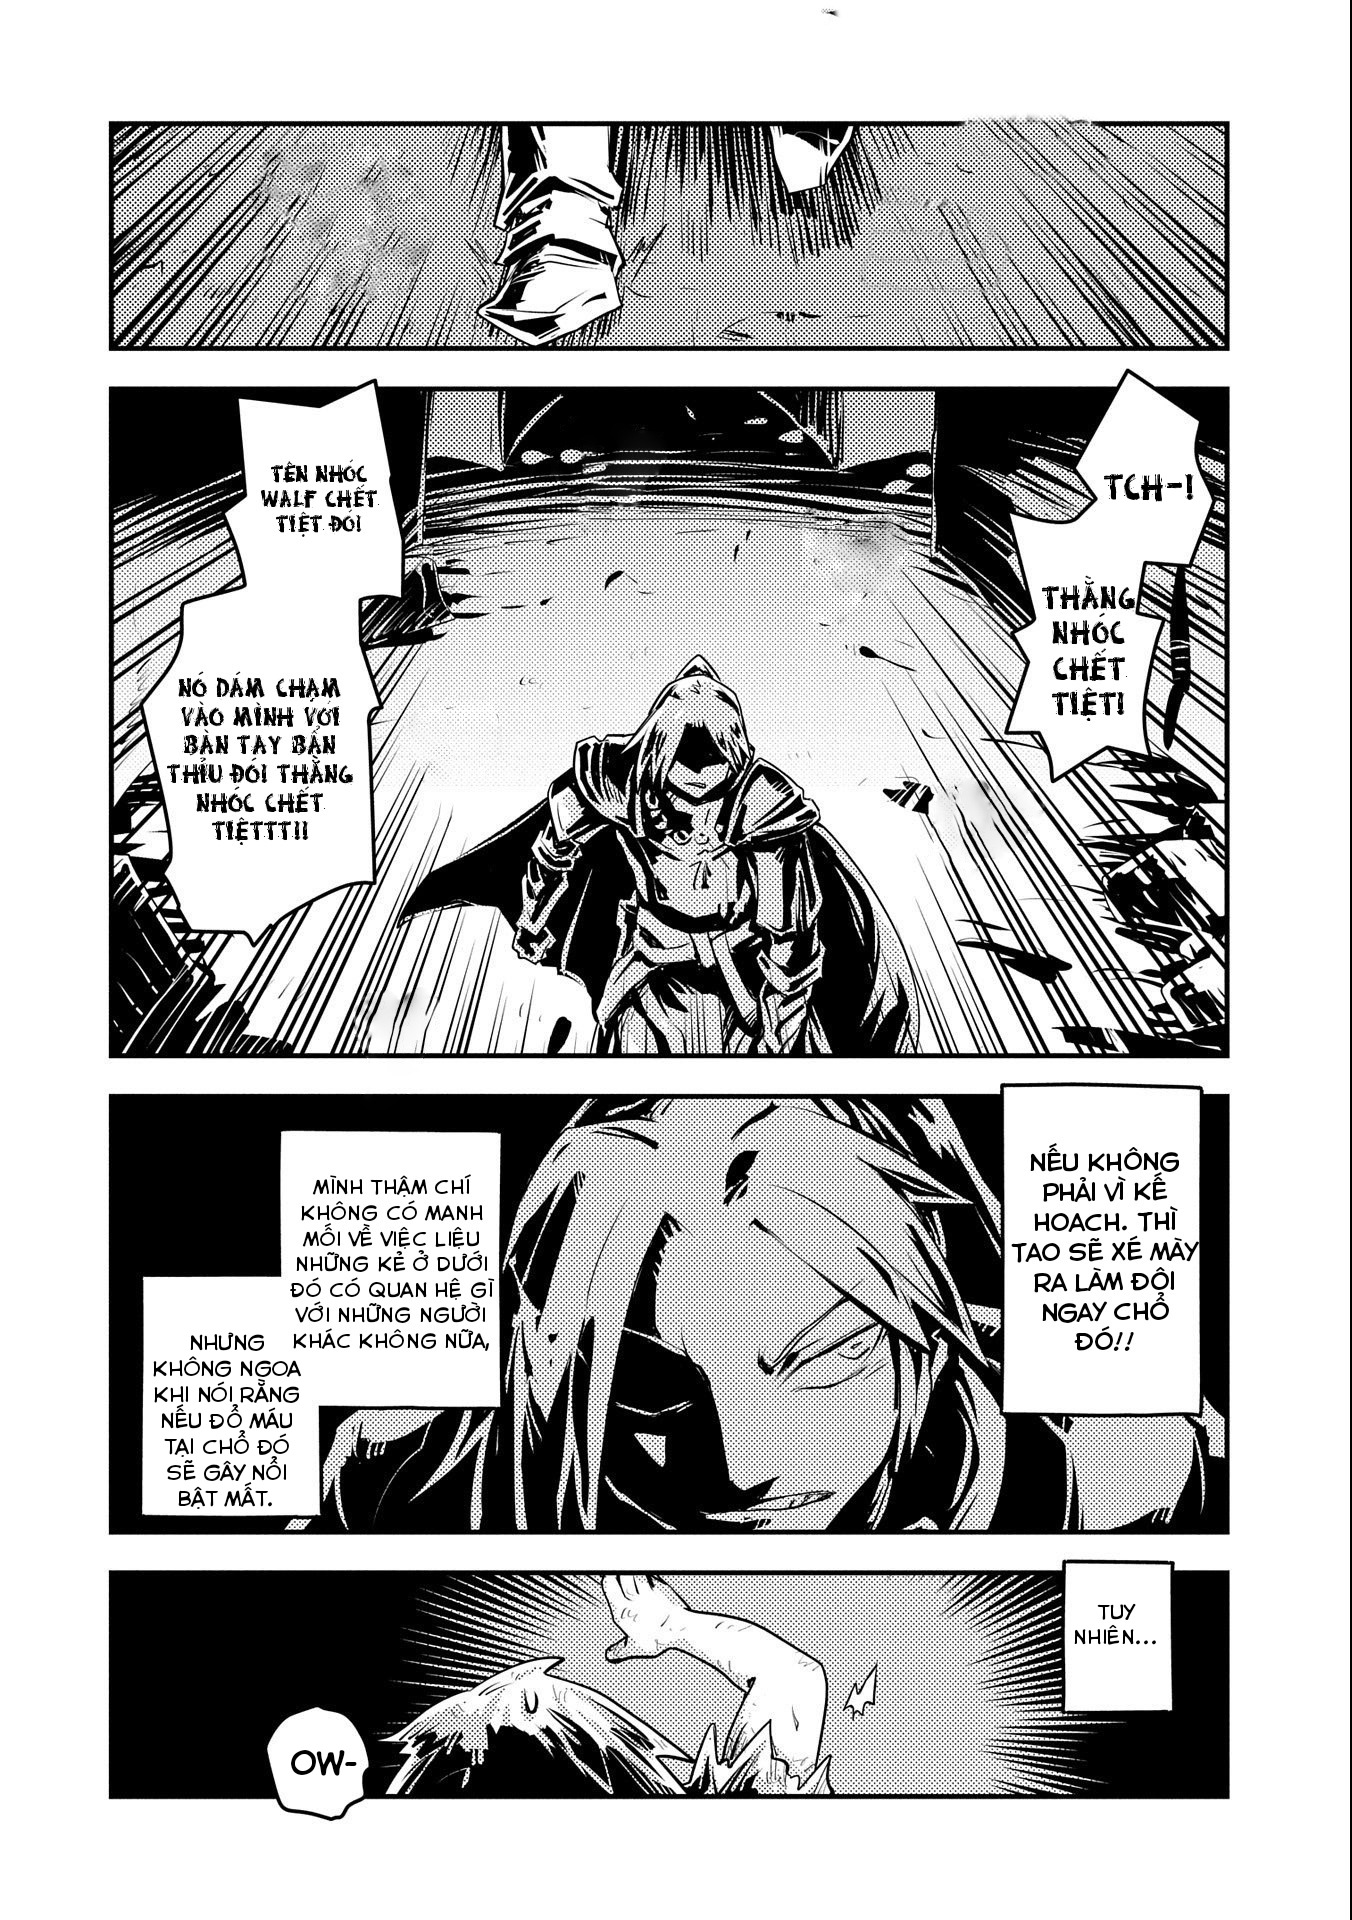 TCH-!
THẰNG
NHÓC
CHẾT
TIỆT!
TÊN NHÓC
WALF CHẾT
TIỆT ĐÓ!
NÓ DÁM CHẠM
VÀO MÌNH VỚI
BÀN TAY BẨN
THỈU ĐÓ! THẰNG
NHÓC CHẾT
TIỆTTT!!
NẾU KHÔNG
PHẢI VÌ KẾ
HOẠCH. THÌ
TAO SẼ XÉ MÀY
RA LÀM ĐÔI
NGAY CHỔ
ĐÓ!!
MÌNH THẬM CHÍ
KHÔNG CÓ MANH
MỐI VỀ VIỆC LIỆU
NHỮNG KẺ Ở DƯỚI
ĐÓ CÓ QUAN HỆ GÌ
VỚI NHỮNG NGƯỜI
KHÁC KHÔNG NỮA,
NHƯNG
KHÔNG NGOA
KHI NÓI RẰNG
NẾU ĐỔ MÁU
TẠI CHỔ ĐÓ
SẼ GÂY NỔI
BẬT MẤT.
TUY
NHIÊN...
OW-